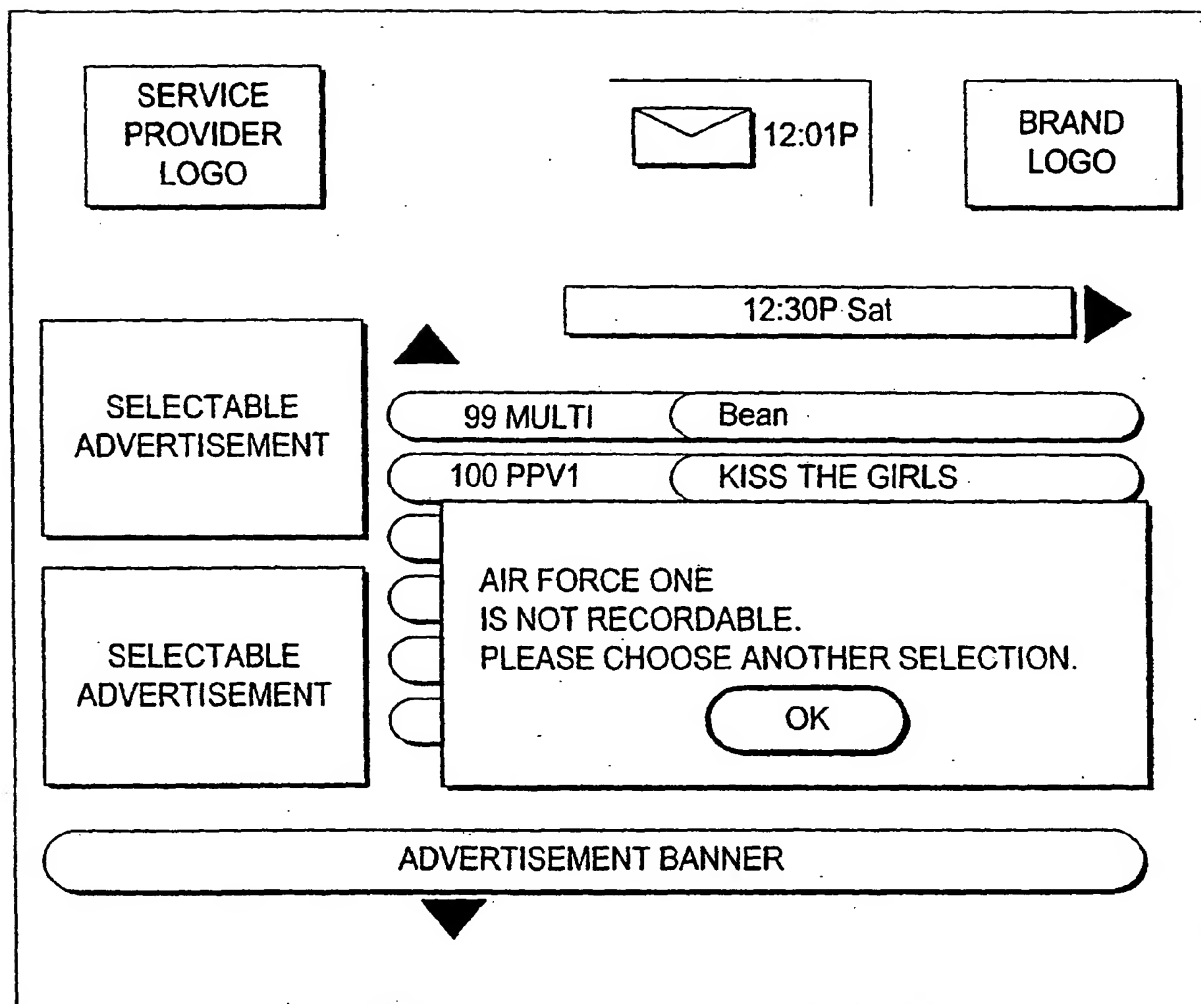 SERVICE
PROVIDER
LOGO
12:01P
BRAND
LOGO
12:30P Sat
SELECTABLE
ADVERTISEMENT
99 MULTI Bean
100 PPV1 KISS THE GIRLS
AIR FORCE ONE
IS NOT RECORDABLE.
PLEASE CHOOSE ANOTHER SELECTION.
OK
SELECTABLE
ADVERTISEMENT
ADVERTISEMENT BANNER